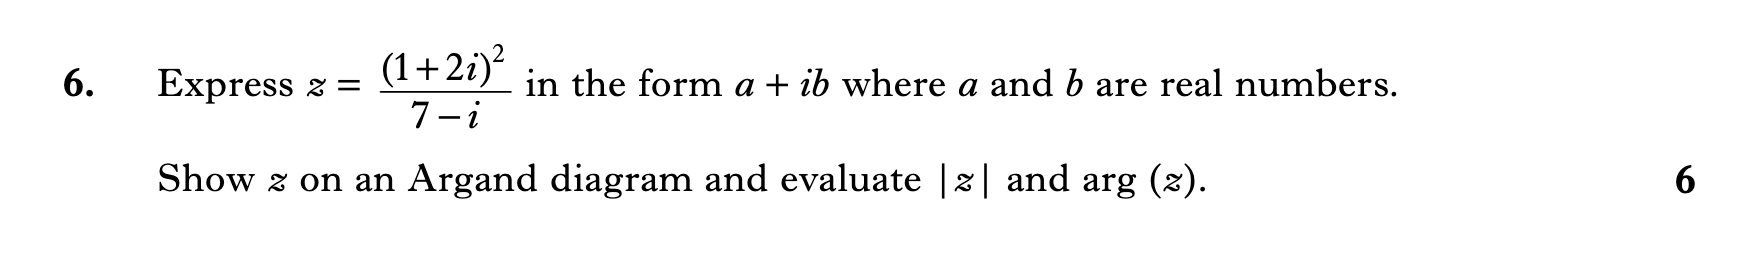 6. Express z = (1+2i)²/(7−i) in the form a + ib where a and b are real numbers.
Show z on an Argand diagram and evaluate |z| and arg (z). 6